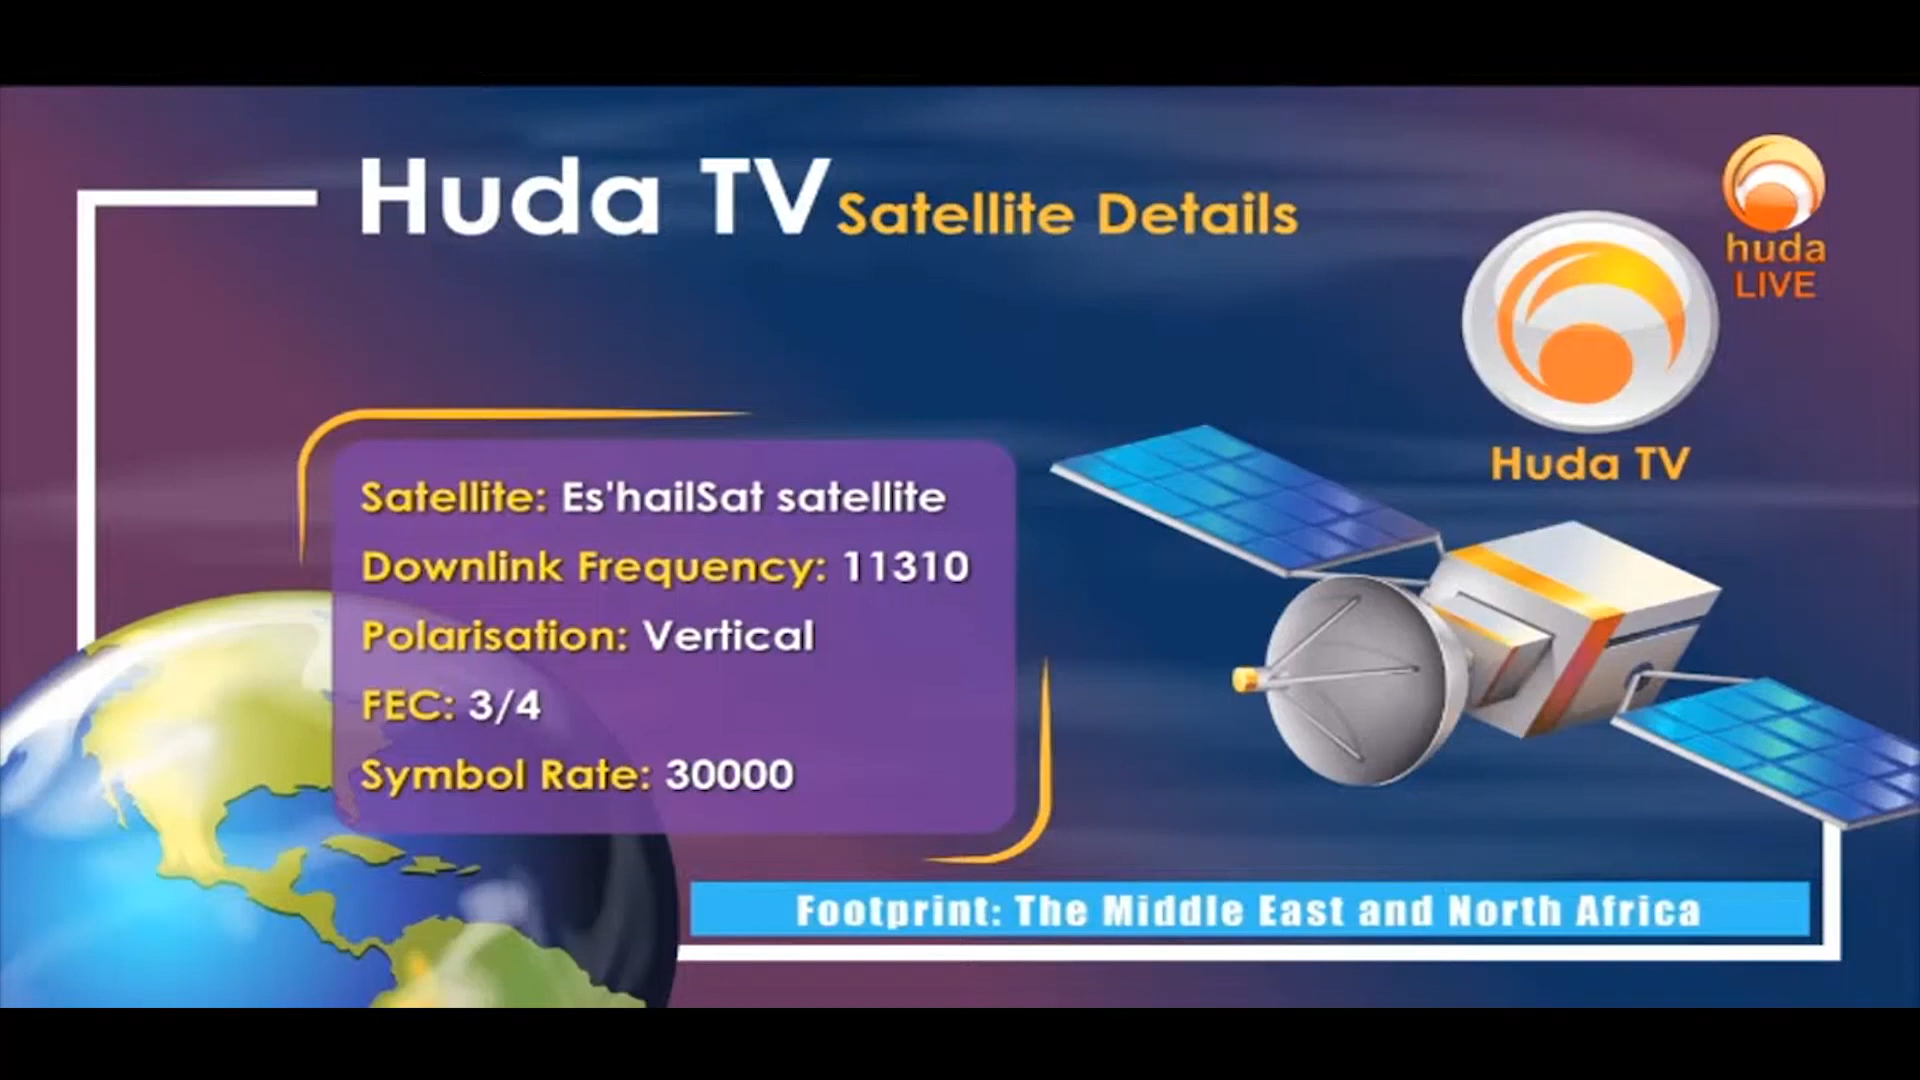 Huda TV Satellite Details
huda
LIVE
Huda TV
Satellite: Es'hailSat satellite
Downlink Frequency: 11310
Polarisation: Vertical
FEC: 3/4
Symbol Rate: 30000
Footprint: The Middle East and North Africa